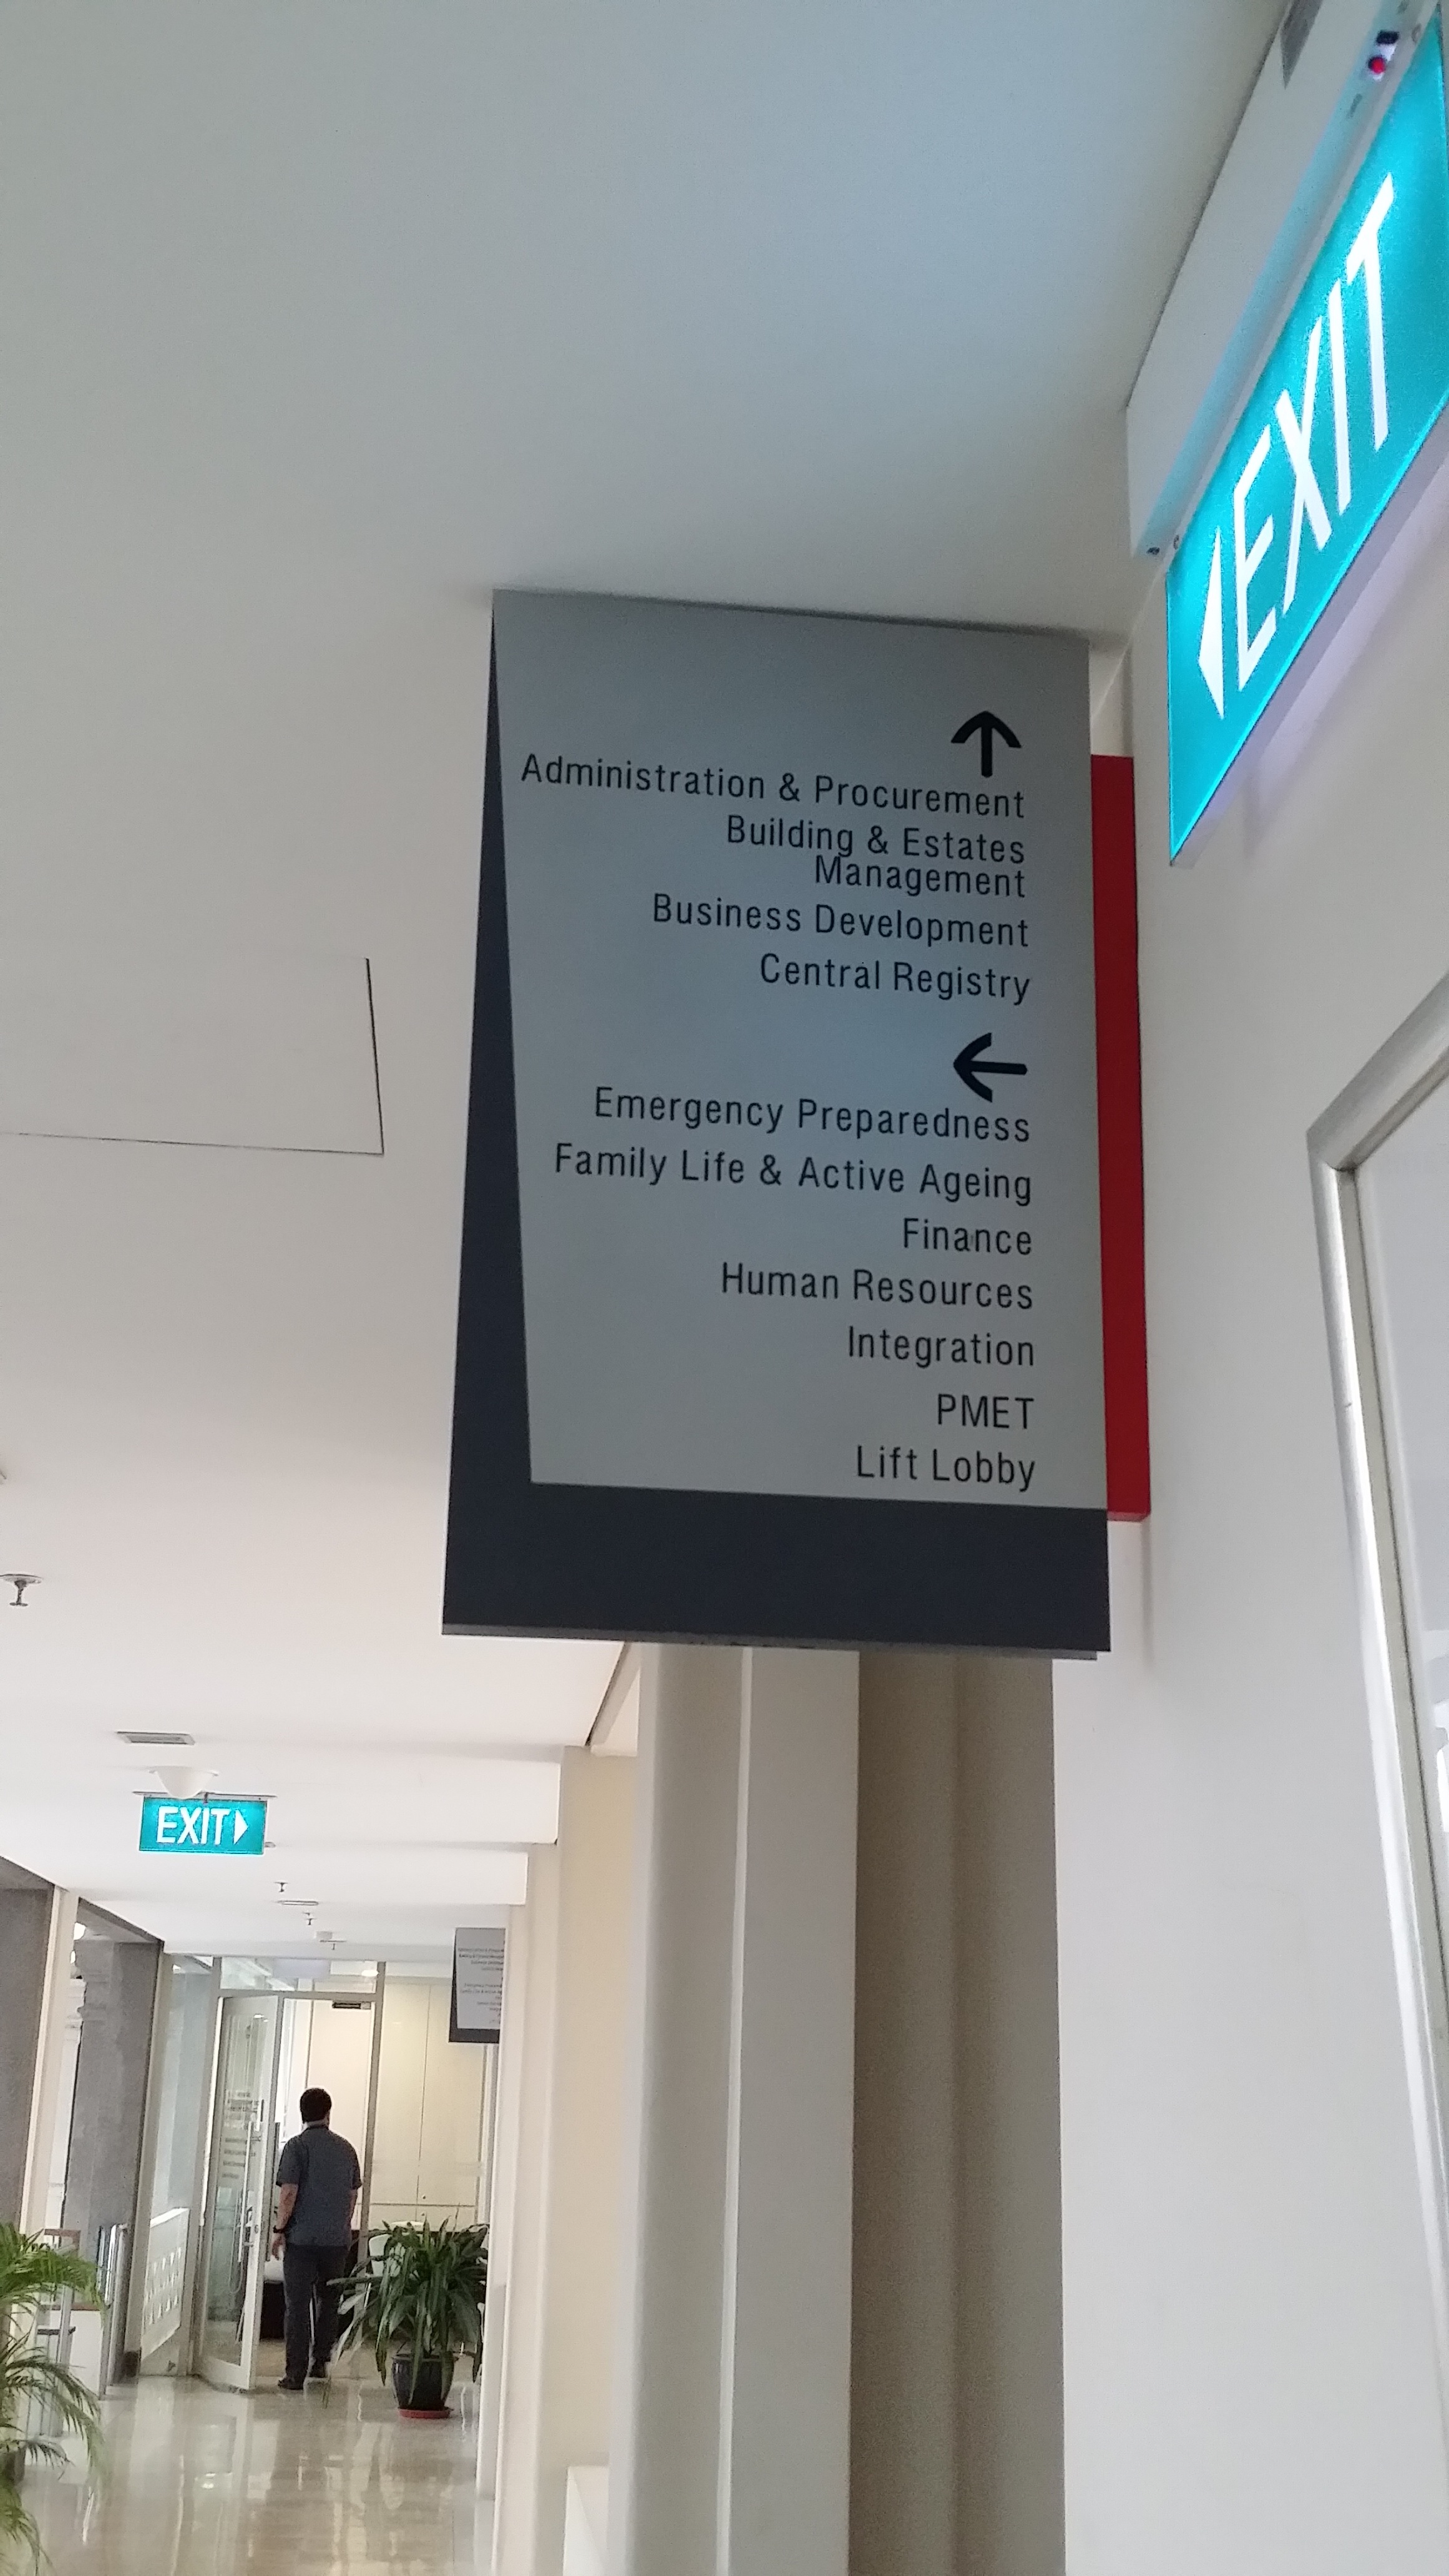 EXIT
Administration & Procurement
Building & Estates
Management
Business Development
Central Registry
Emergency Preparedness
Family Life & Active Ageing
Finance
Human Resources
Integration
PMET
Lift Lobby
EXIT